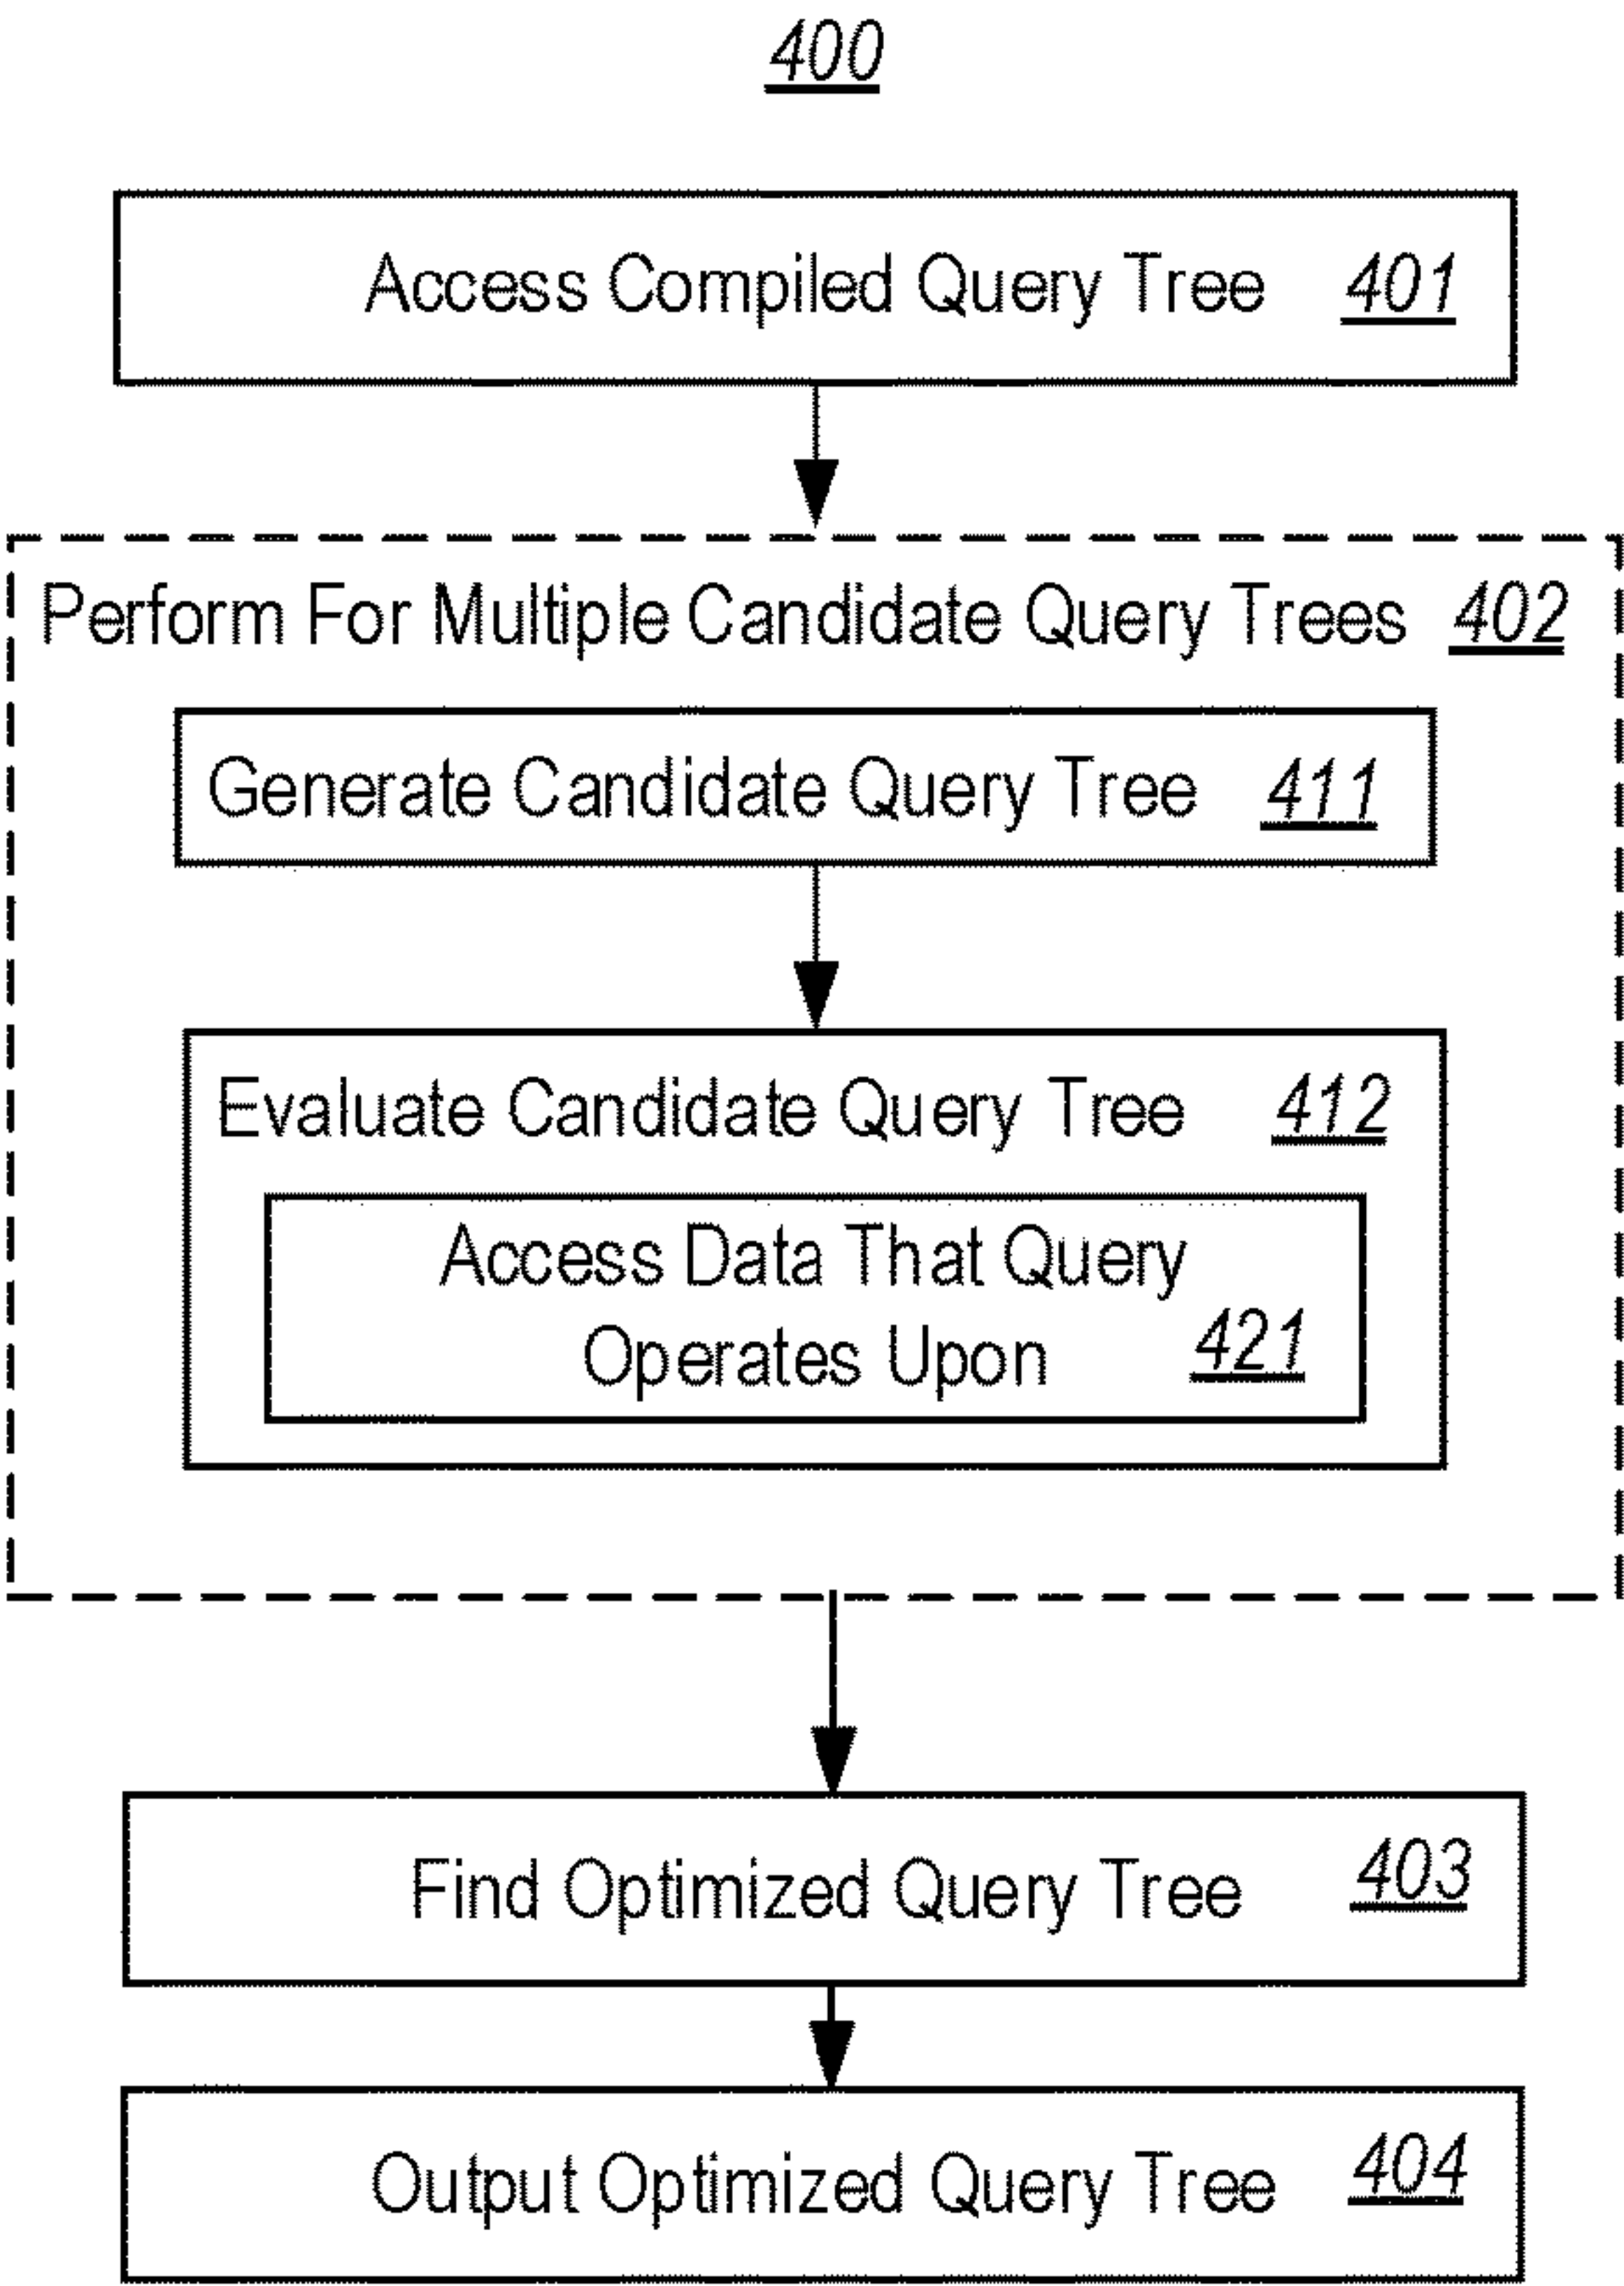 400
Access Compiled Query Tree 401
Perform For Multiple Candidate Query Trees 402
Generate Candidate Query Tree 411
Evaluate Candidate Query Tree 412
Access Data That Query
Operates Upon 421
Find Optimized Query Tree 403
Output Optimized Query Tree 404